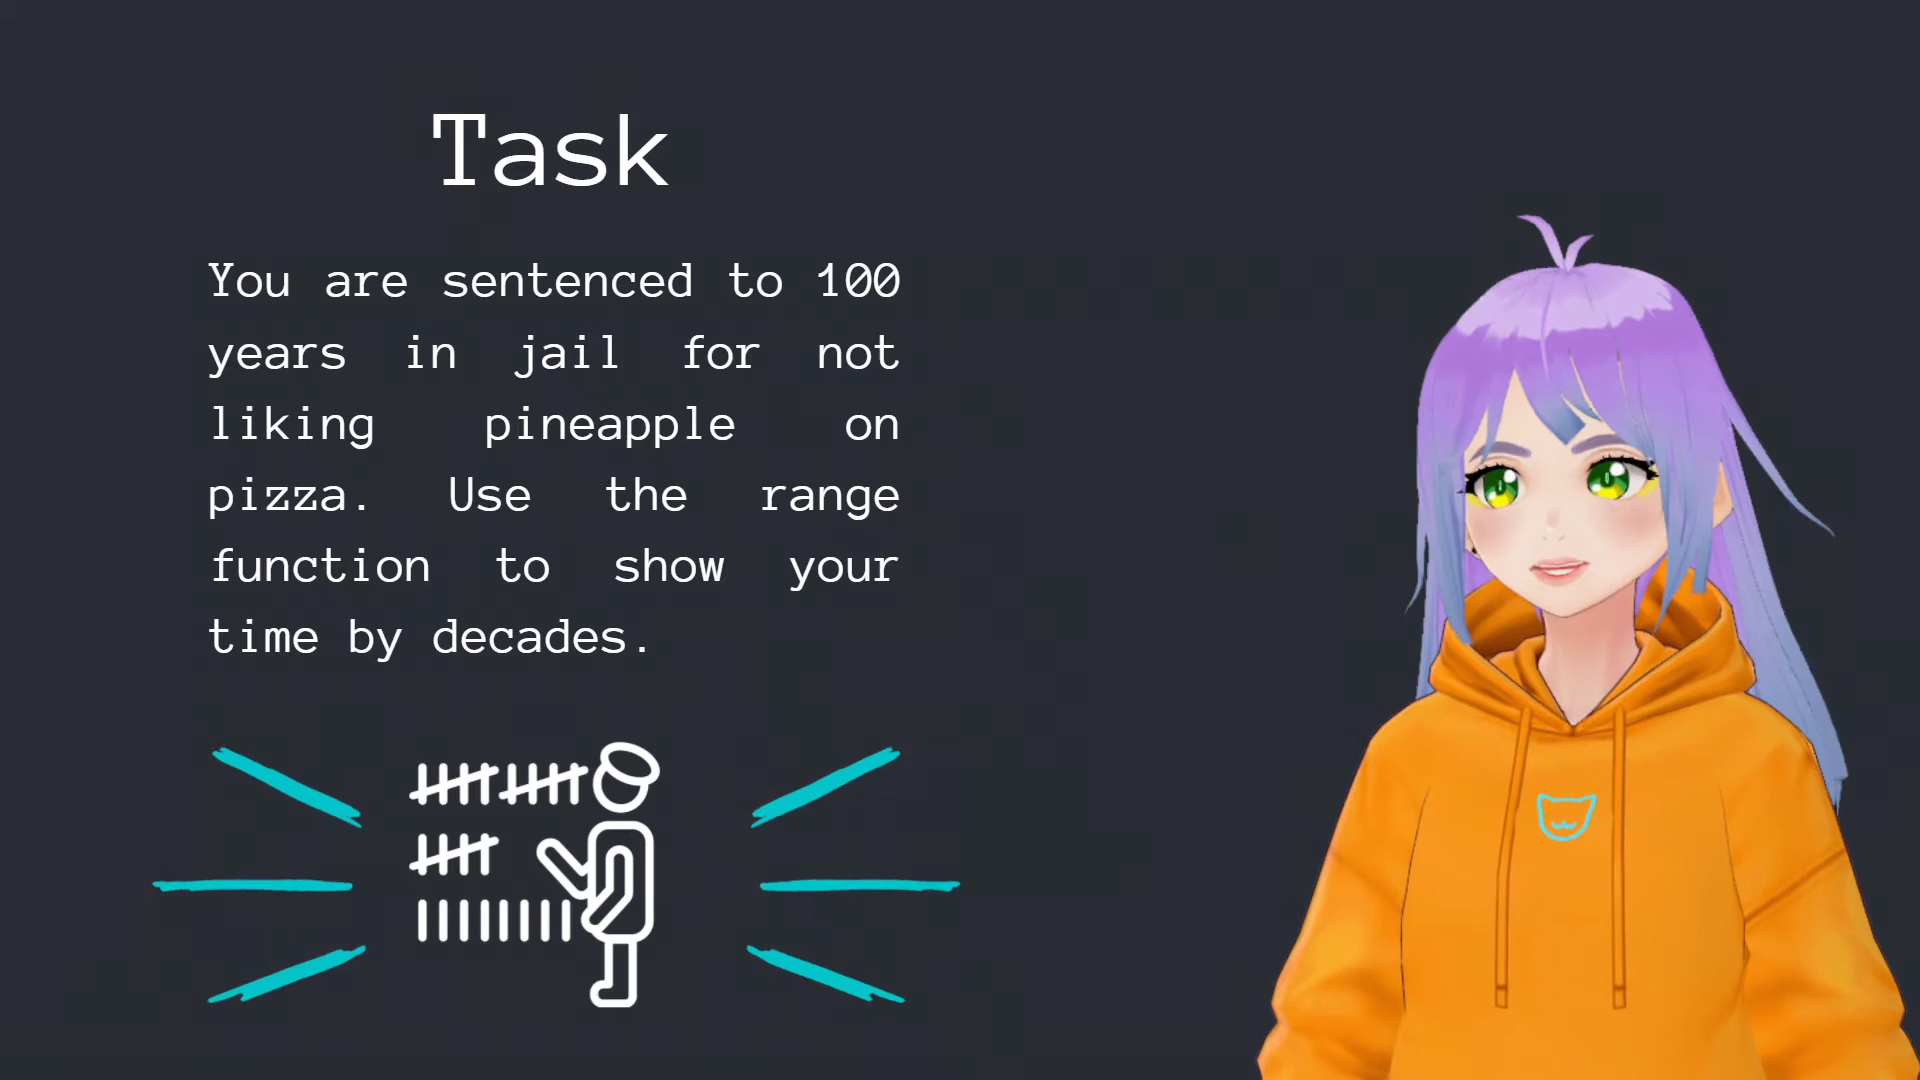 Task
You are sentenced to 100
years in jail for not
liking pineapple on
pizza. Use the range
function to show your
time by decades.